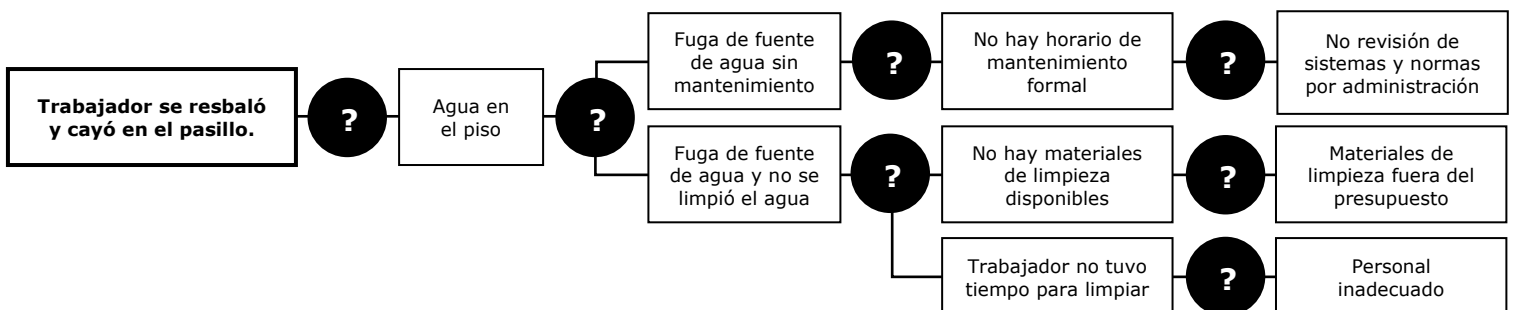 Trabajador se resbaló
y cayó en el pasillo.
?
Agua en
el piso
?
Fuga de fuente
de agua sin
mantenimiento
?
No hay horario de
mantenimiento
formal
?
No revisión de
sistemas y normas
por administración
Fuga de fuente
de agua y no se
limpió el agua
?
No hay materiales
de limpieza
disponibles
?
Materiales de
limpieza fuera del
presupuesto
Trabajador no tuvo
tiempo para limpiar
?
Personal
inadecuado